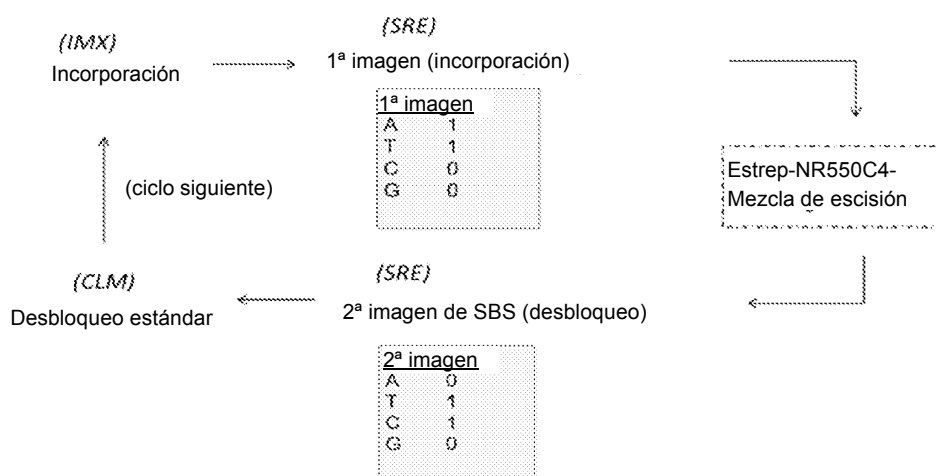 (IMX)
Incorporación
(SRE)
1ª imagen (incorporación)
1ª imagen
A 1
T 1
C 0
G 0
Estrep-NR550C4-
Mezcla de escisión
(ciclo siguiente)
(CLM)
Desbloqueo estándar
(SRE)
2ª imagen de SBS (desbloqueo)
2ª imagen
A 0
T 1
C 1
G 0